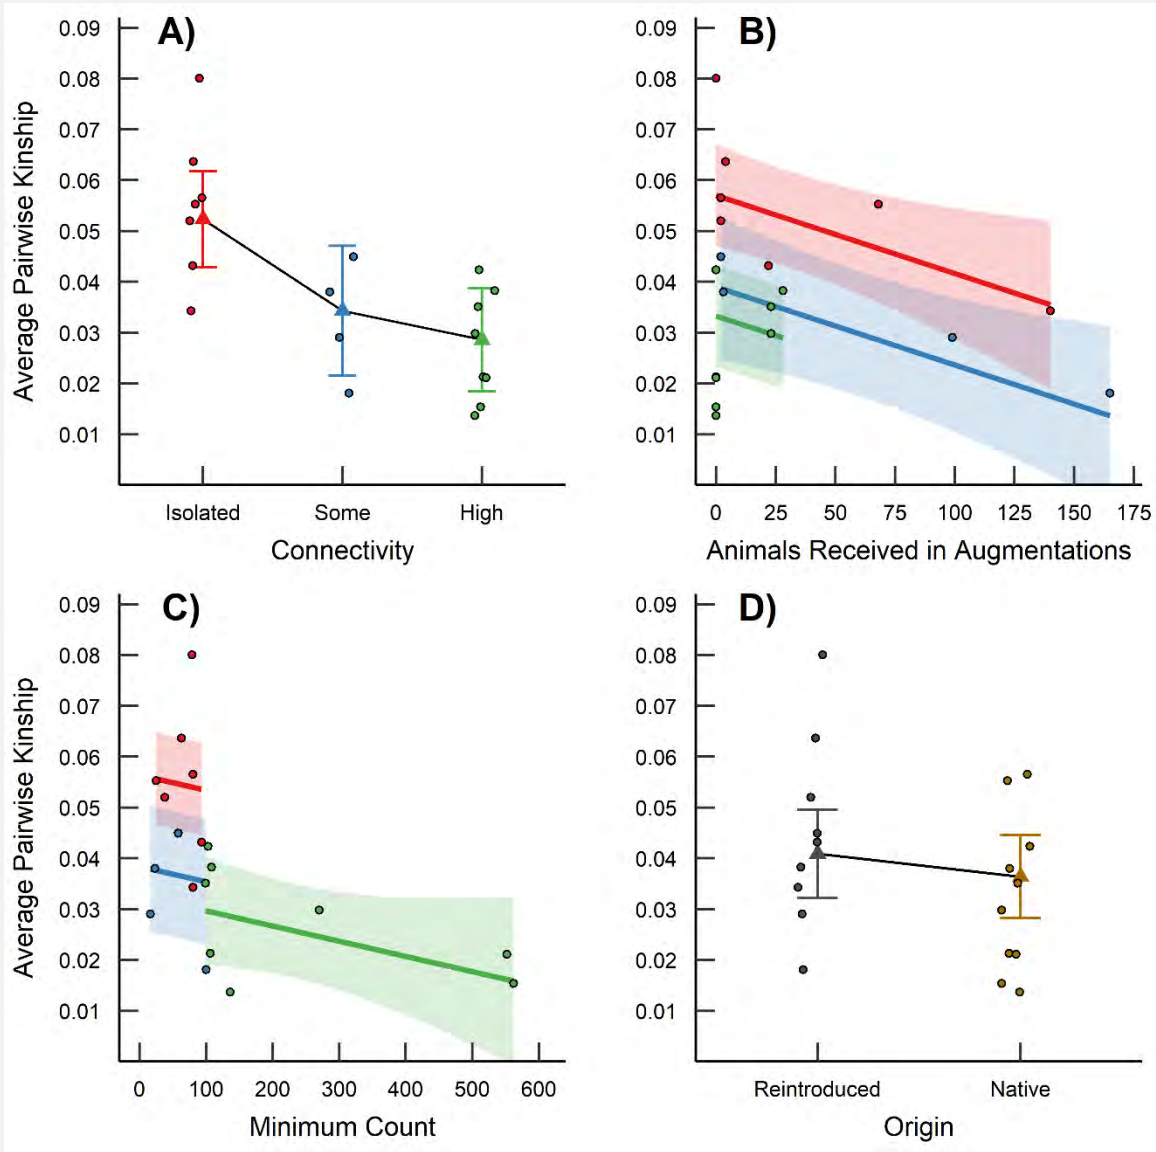 A)
0.09
0.08
0.07
0.06
0.05
0.04
0.03
0.02
0.01
Average Pairwise Kinship
Isolated Some High
Connectivity
B)
0.09
0.08
0.07
0.06
0.05
0.04
0.03
0.02
0.01
0 25 50 75 100 125 150 175
Animals Received in Augmentations
C)
0.09
0.08
0.07
0.06
0.05
0.04
0.03
0.02
0.01
Average Pairwise Kinship
0 100 200 300 400 500 600
Minimum Count
D)
0.09
0.08
0.07
0.06
0.05
0.04
0.03
0.02
0.01
Reintroduced Native
Origin